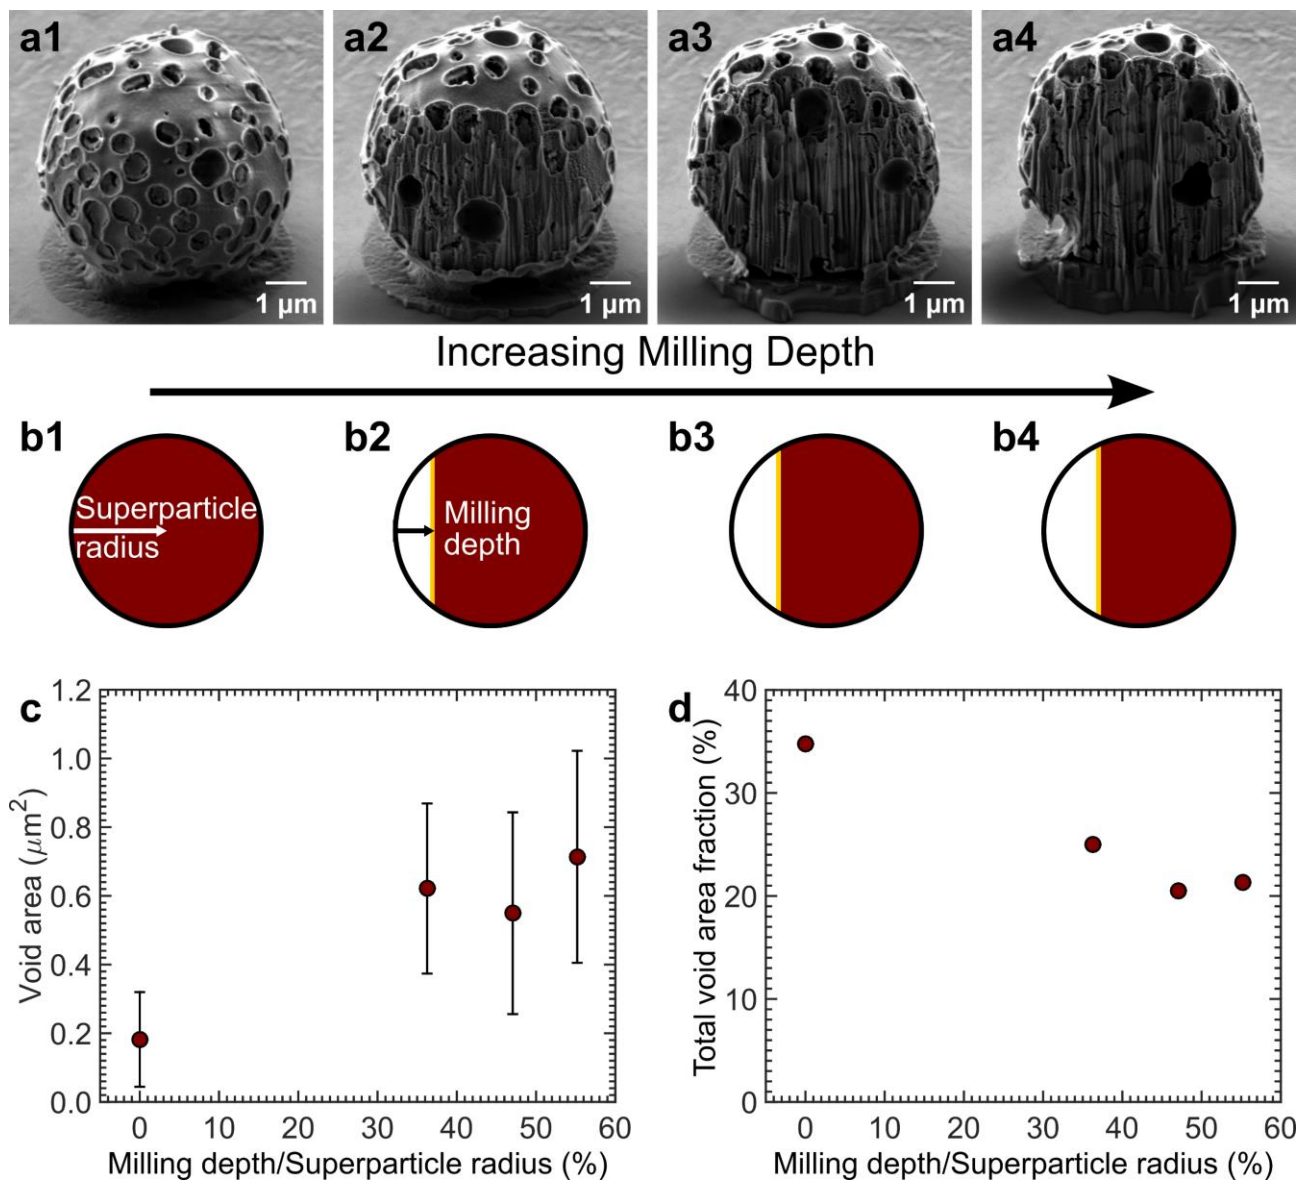 a1 a2 a3 a4
1 µm 1 µm 1 µm 1 µm
Increasing Milling Depth
b1 b2 b3 b4
Superparticle
radius
Milling
depth
c
1.2
1.0
0.8
0.6
0.4
0.2
0.0
Void area (µm²)
0 10 20 30 40 50 60
Milling depth/Superparticle radius (%)
d
40
30
20
10
0
Total void area fraction (%)
0 10 20 30 40 50 60
Milling depth/Superparticle radius (%)